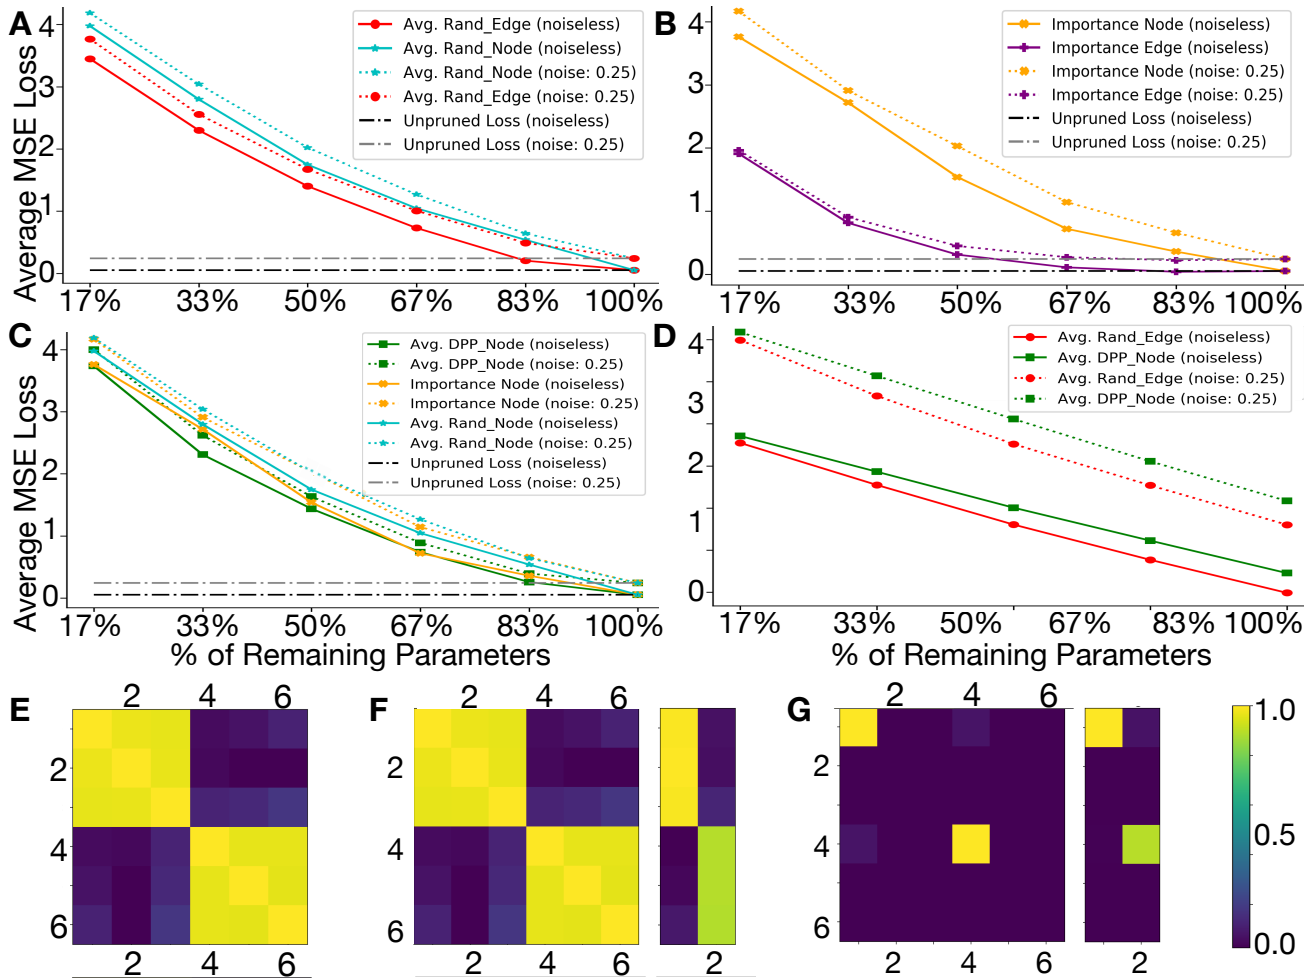 A
Average MSE Loss
4
3
2
1
0
17% 33% 50% 67% 83% 100%
Avg. Rand_Edge (noiseless)
Avg. Rand_Node (noiseless)
Avg. Rand_Node (noise: 0.25)
Avg. Rand_Edge (noise: 0.25)
Unpruned Loss (noiseless)
Unpruned Loss (noise: 0.25)
B
4
3
2
1
0
17% 33% 50% 67% 83% 100%
Importance Node (noiseless)
Importance Edge (noiseless)
Importance Node (noise: 0.25)
Importance Edge (noise: 0.25)
Unpruned Loss (noiseless)
Unpruned Loss (noise: 0.25)
C
Average MSE Loss
4
3
2
1
0
17% 33% 50% 67% 83% 100%
% of Remaining Parameters
Avg. DPP_Node (noiseless)
Avg. DPP_Node (noise: 0.25)
Importance Node (noiseless)
Importance Node (noise: 0.25)
Avg. Rand_Node (noiseless)
Avg. Rand_Node (noise: 0.25)
Unpruned Loss (noiseless)
Unpruned Loss (noise: 0.25)
D
4
3
2
1
0
17% 33% 50% 67% 83% 100%
% of Remaining Parameters
Avg. Rand_Edge (noiseless)
Avg. DPP_Node (noiseless)
Avg. Rand_Edge (noise: 0.25)
Avg. DPP_Node (noise: 0.25)
E
2 4 6
2
4
6
2 4 6
F
2 4 6
2
4
6
2 4 6
2
G
2 4 6
2
4
6
2 4 6
2
1.0
0.5
0.0